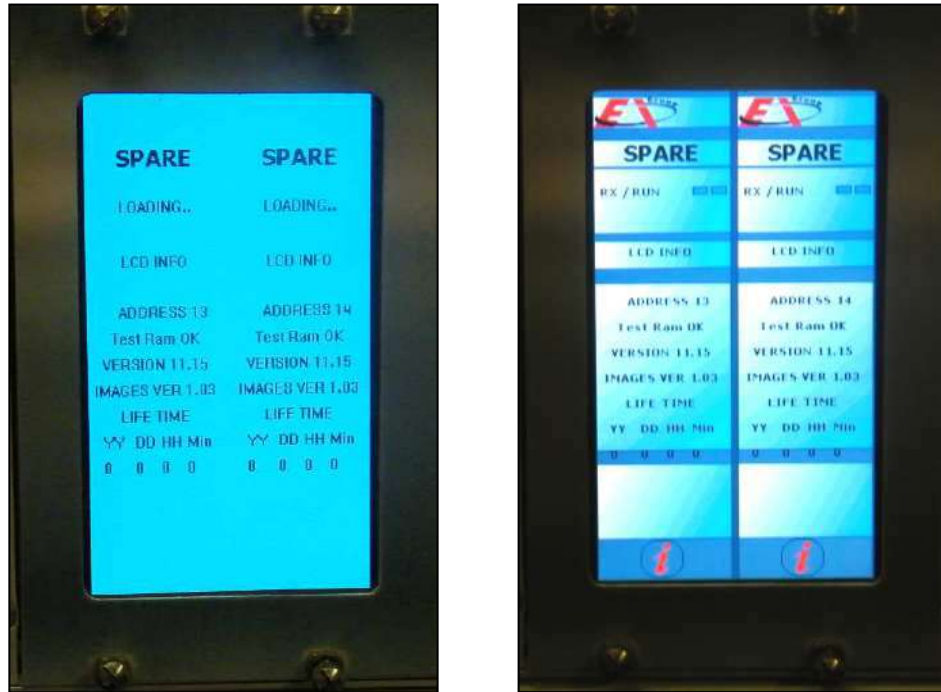 SPARE SPARE
LOADING.. LOADING..
LCD INFO LCD INFO
ADDRESS 13 ADDRESS 14
Test Ram OK Test Ram OK
VERSION 11.15 VERSION 11.15
IMAGES VER 1.03 IMAGES VER 1.03
LIFE TIME LIFE TIME
YY DD HH Min YY DD HH Min
0 0 0 0 0 0 0 0
Group Group
SPARE SPARE
RX / RUN RX / RUN
LCD INFO LCD INFO
ADDRESS 13 ADDRESS 14
Test Ram OK Test Ram OK
VERSION 11.15 VERSION 11.15
IMAGES VER 1.03 IMAGES VER 1.03
LIFE TIME LIFE TIME
YY DD HH Min YY DD HH Min
0 0 0 0 0 0 0 0
i i